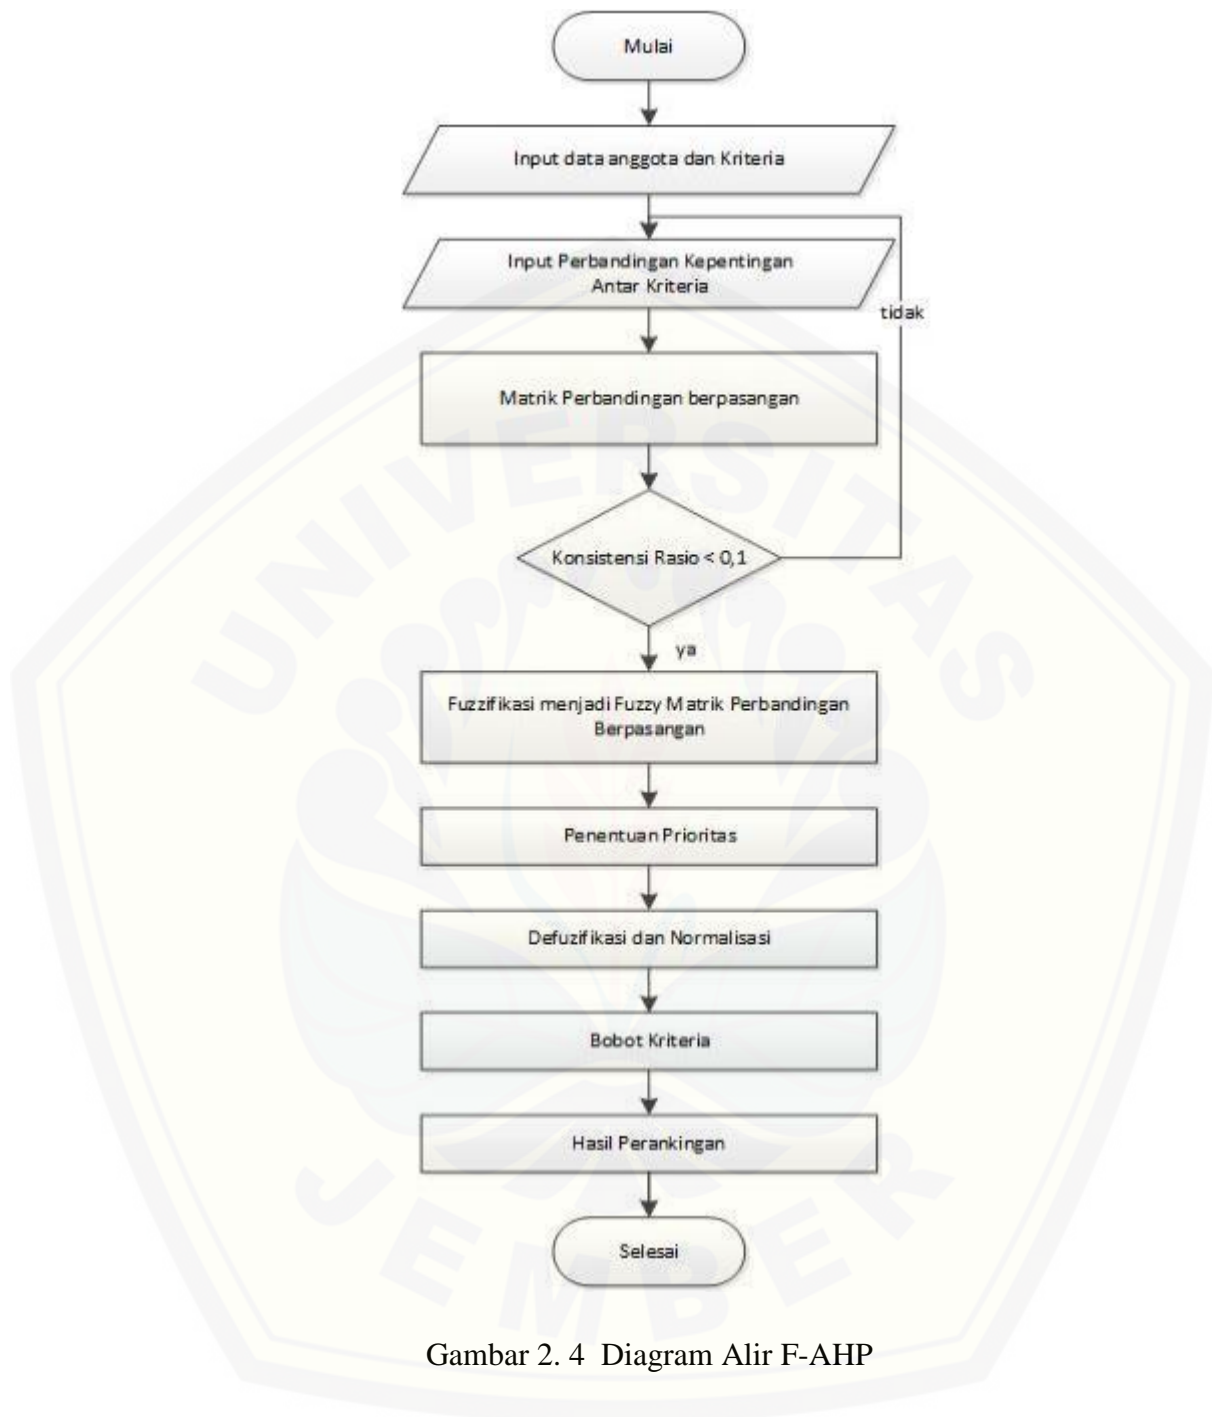 Mulai
Input data anggota dan Kriteria
Input Perbandingan Kepentingan
Antar Kriteria
tidak
Matrik Perbandingan berpasangan
Konsistensi Rasio < 0,1
ya
Fuzzifikasi menjadi Fuzzy Matrik Perbandingan
Berpasangan
Penentuan Prioritas
Defuzifikasi dan Normalisasi
Bobot Kriteria
Hasil Perankingan
Selesai
UNIVERSITAS
JEMBER
Gambar 2. 4 Diagram Alir F-AHP